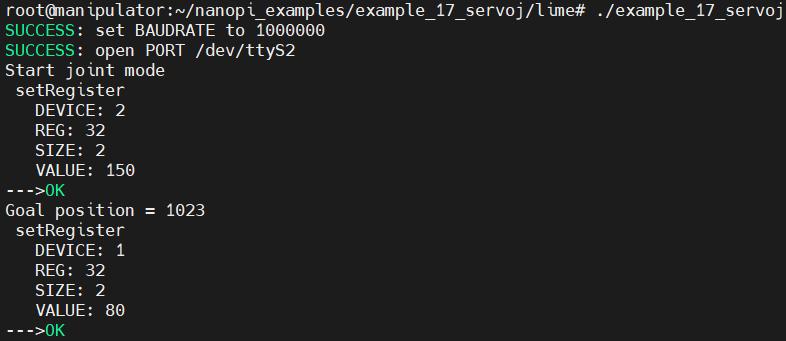 root@manipulator:~/nanopi_examples/example_17_servoj/lime# ./example_17_servoj
SUCCESS: set BAUDRATE to 1000000
SUCCESS: open PORT /dev/ttyS2
Start joint mode
 setRegister
   DEVICE: 2
   REG: 32
   SIZE: 2
   VALUE: 150
--->OK
Goal position = 1023
 setRegister
   DEVICE: 1
   REG: 32
   SIZE: 2
   VALUE: 80
--->OK